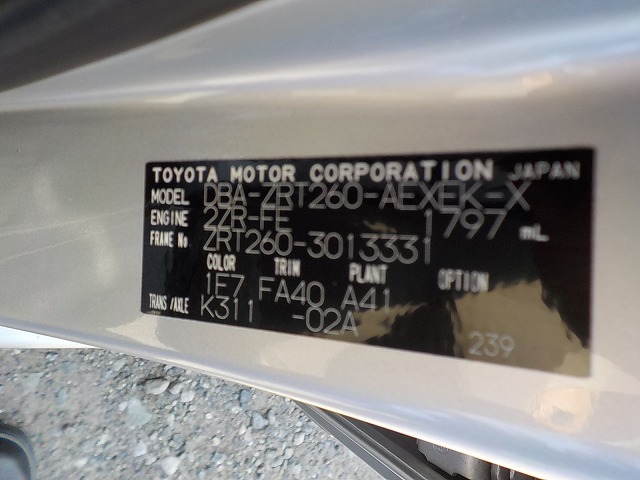 TOYOTA MOTOR CORPORATION JAPAN
MODEL DBA-ZRT260-AEXEK-X
ENGINE 2ZR-FE 1797 mL
FRAME No. ZRT260-3013331
COLOR TRIM PLANT OPTION
1F7 FA40 A41
TRANS/AXLE K311 -02A
239